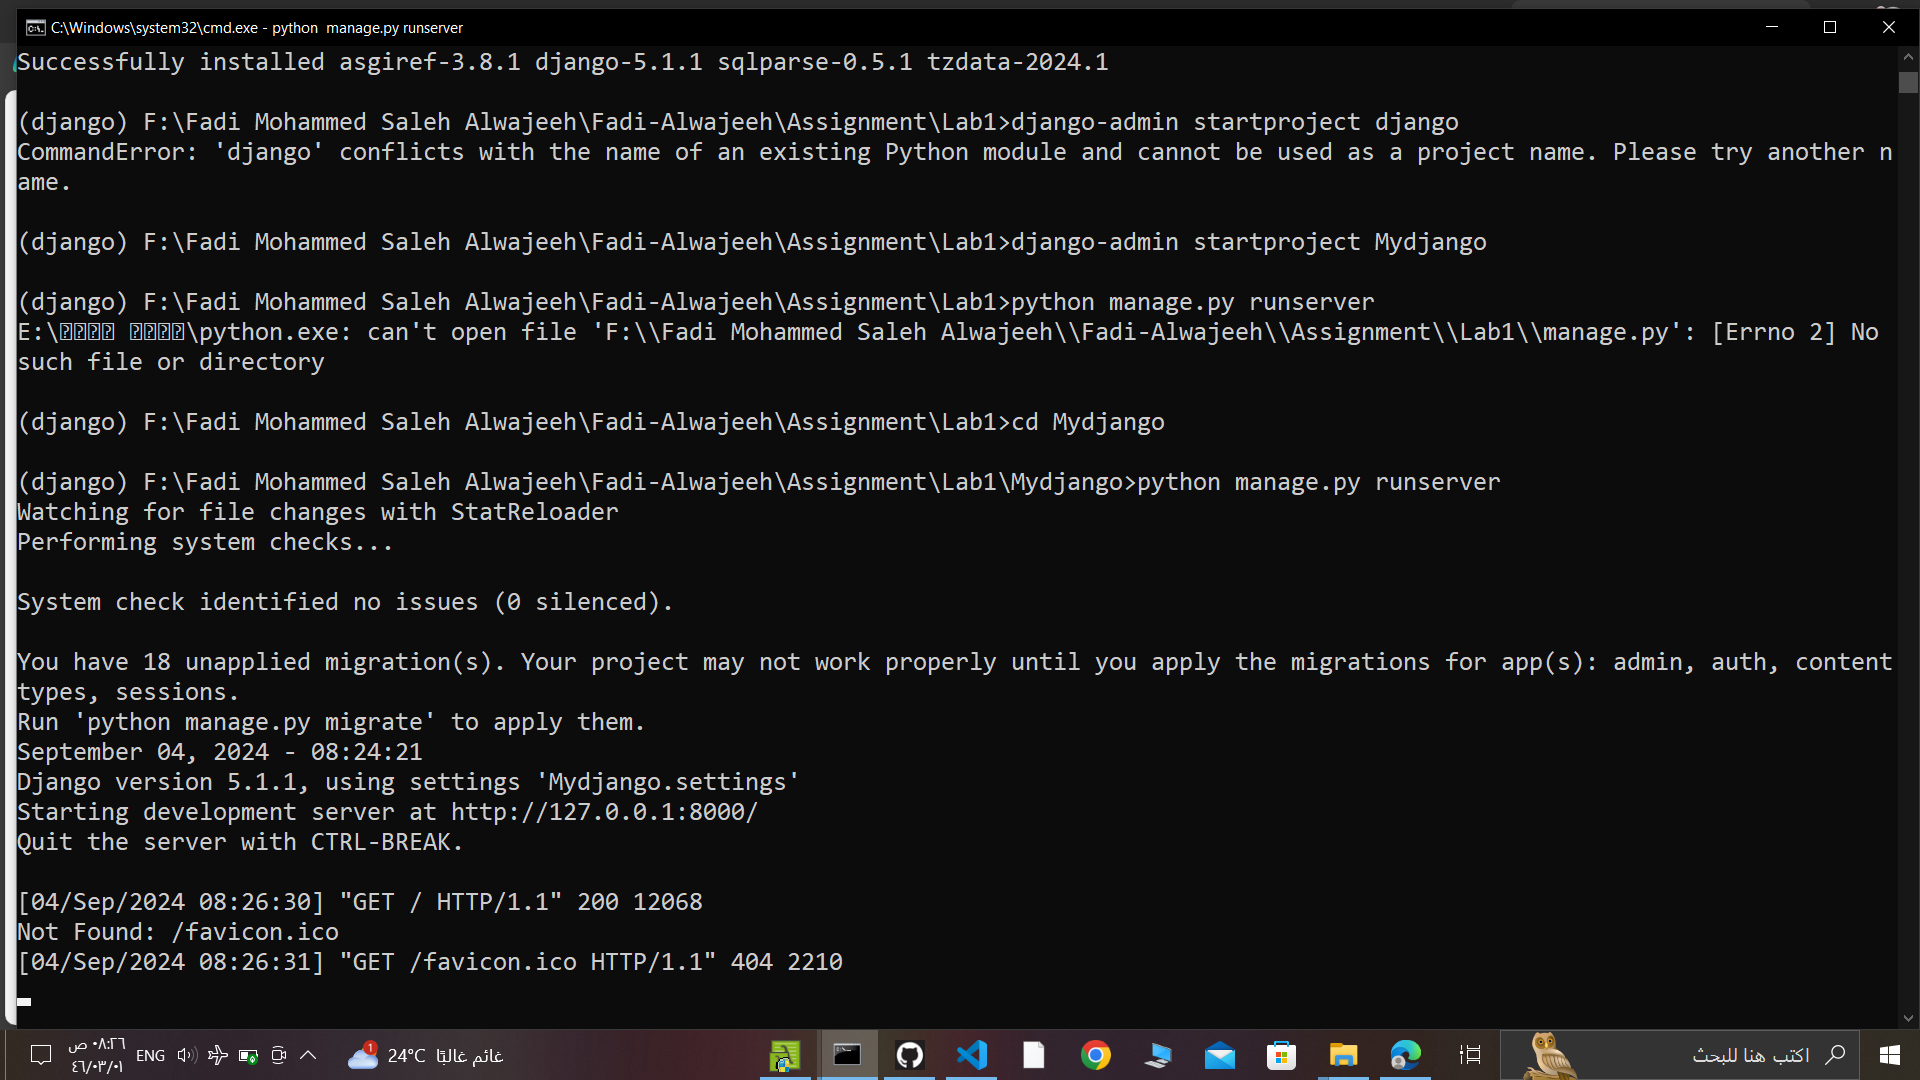 C:\Windows\system32\cmd.exe - python  manage.py runserver
Successfully installed asgiref-3.8.1 django-5.1.1 sqlparse-0.5.1 tzdata-2024.1
(django) F:\Fadi Mohammed Saleh Alwajeeh\Fadi-Alwajeeh\Assignment\Lab1>django-admin startproject django
CommandError: 'django' conflicts with the name of an existing Python module and cannot be used as a project name. Please try another n
ame.
(django) F:\Fadi Mohammed Saleh Alwajeeh\Fadi-Alwajeeh\Assignment\Lab1>django-admin startproject Mydjango
(django) F:\Fadi Mohammed Saleh Alwajeeh\Fadi-Alwajeeh\Assignment\Lab1>python manage.py runserver
E:\ \python.exe: can't open file 'F:\\Fadi Mohammed Saleh Alwajeeh\\Fadi-Alwajeeh\\Assignment\\Lab1\\manage.py': [Errno 2] No
such file or directory
(django) F:\Fadi Mohammed Saleh Alwajeeh\Fadi-Alwajeeh\Assignment\Lab1>cd Mydjango
(django) F:\Fadi Mohammed Saleh Alwajeeh\Fadi-Alwajeeh\Assignment\Lab1\Mydjango>python manage.py runserver
Watching for file changes with StatReloader
Performing system checks...
System check identified no issues (0 silenced).
You have 18 unapplied migration(s). Your project may not work properly until you apply the migrations for app(s): admin, auth, content
types, sessions.
Run 'python manage.py migrate' to apply them.
September 04, 2024 - 08:24:21
Django version 5.1.1, using settings 'Mydjango.settings'
Starting development server at http://127.0.0.1:8000/
Quit the server with CTRL-BREAK.
[04/Sep/2024 08:26:30] "GET / HTTP/1.1" 200 12068
Not Found: /favicon.ico
[04/Sep/2024 08:26:31] "GET /favicon.ico HTTP/1.1" 404 2210
٠٨:٢٦ ص
٤٦/٠٣/٠١
ENG
1
24°C غائم غالبًا
اكتب هنا للبحث